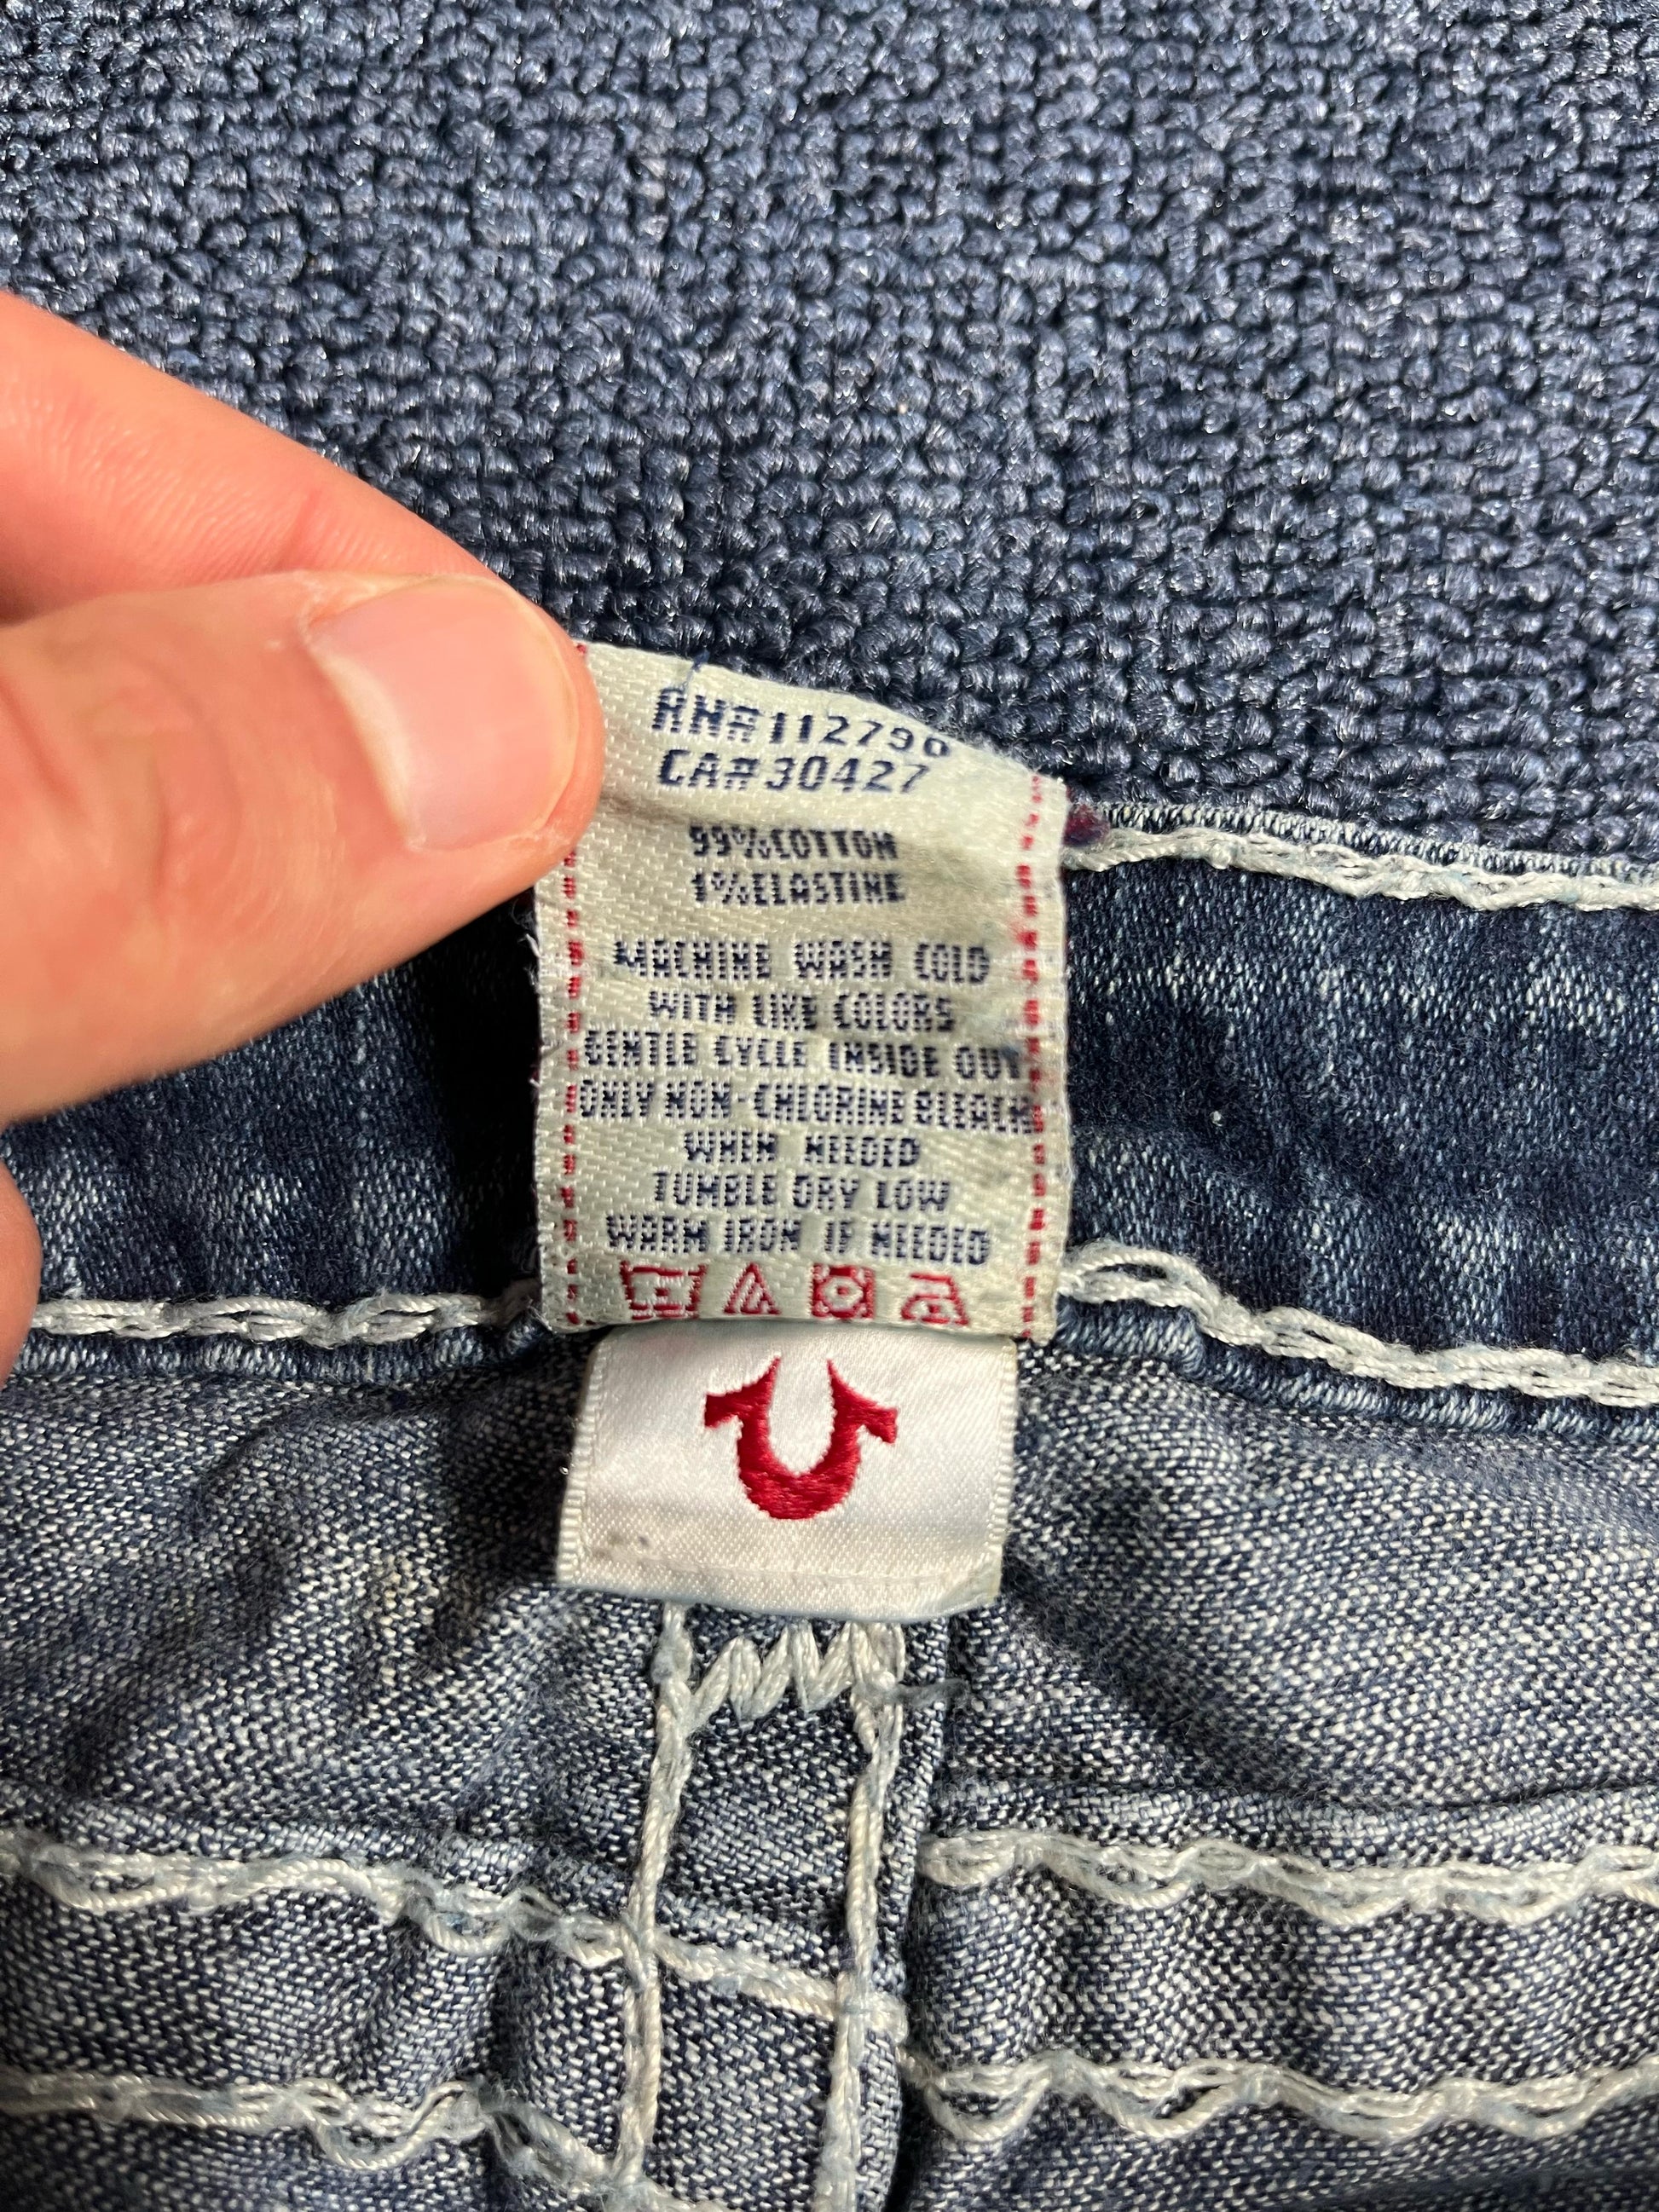 RN#112790
CA#30427
99%COTTON
1%ELASTINE
MACHINE WASH COLD
WITH LIKE COLORS
GENTLE CYCLE INSIDE OUT
ONLY NON-CHLORINE BLEACH
WHEN NEEDED
TUMBLE DRY LOW
WARM IRON IF NEEDED